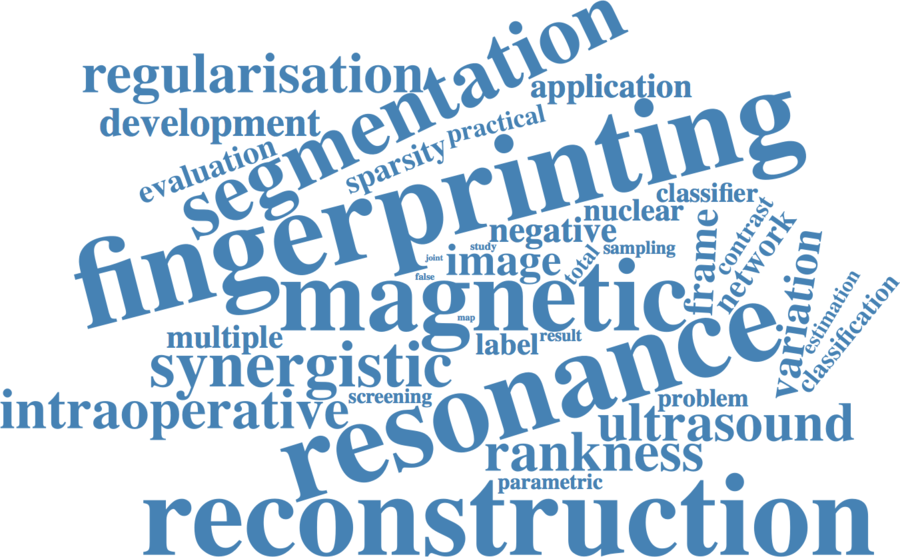 regularisation
segmentation
application
development
practical
evaluation
sparsity
fingerprinting
classifier
nuclear
contrast
negative
frame
network
study
sampling
joint
image
total
variation
false
magnetic
estimation
classification
map
multiple
label
result
synergistic
resonance
screening
problem
intraoperative
ultrasound
rankness
parametric
reconstruction